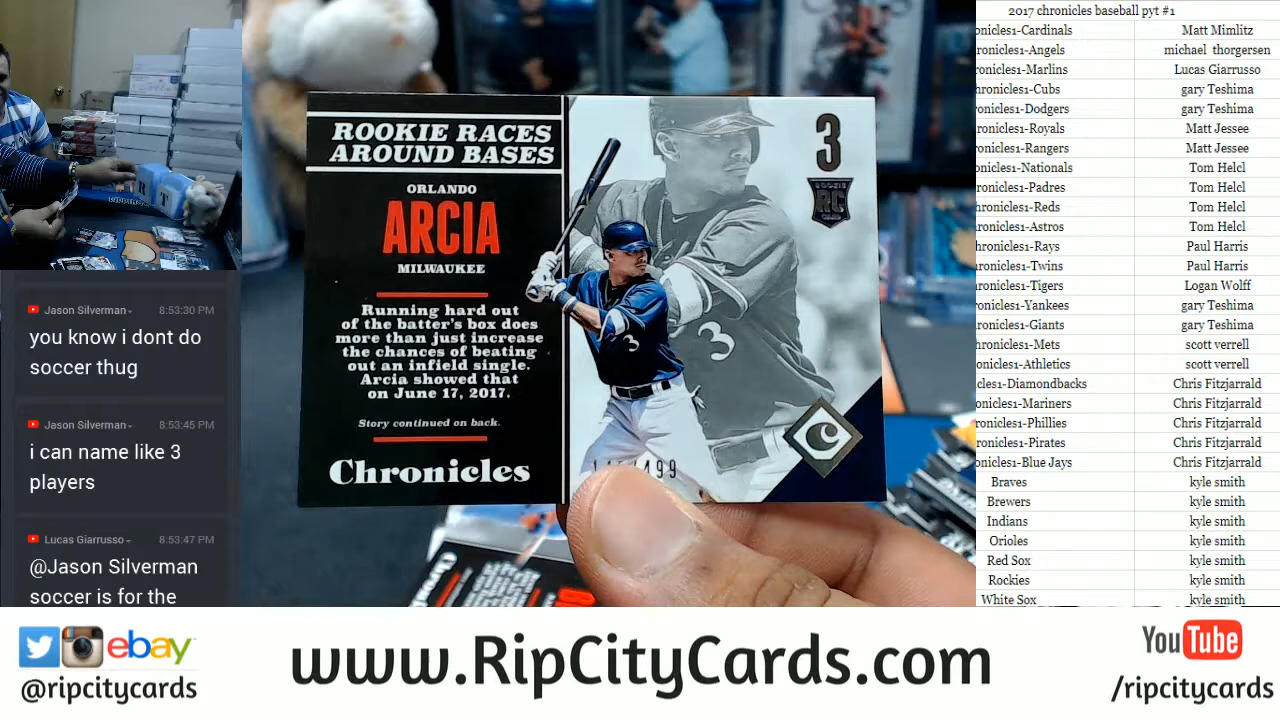 Jason Silverman 8:53:30 PM
you know i dont do
soccer thug
Jason Silverman 8:53:45 PM
i can name like 3
players
Lucas Giarrusso 8:53:47 PM
@Jason Silverman
soccer is for the
ROOKIE RACES
AROUND BASES
ORLANDO
ARCIA
MILWAUKEE
Running hard out
of the batter's box does
more than just increase
the chances of beating
out an infield single.
Arcia showed that
on June 17, 2017.
Story continued on back.
Chronicles
3
ROOKIE
RC
CARD
3
3
C
499
2017 chronicles baseball pyt #1
onicles-Cardinals Matt Mimlitz
ronicles1-Angels michael thorgersen
ronicles1-Marlins Lucas Giarrusso
hronicles1-Cubs gary Teshima
onicles1-Dodgers gary Teshima
ronicles1-Royals Matt Jessee
onicles1-Rangers Matt Jessee
nicles1-Nationals Tom Helcl
ronicles1-Padres Tom Helcl
hronicles1-Reds Tom Helcl
ronicles1-Astros Tom Helcl
hronicles1-Rays Paul Harris
ronicles1-Twins Paul Harris
ronicles1-Tigers Logan Wolff
onicles1-Yankees gary Teshima
ronicles1-Giants gary Teshima
hronicles1-Mets scott verrell
onicles1-Athletics scott verrell
cles1-Diamondbacks Chris Fitzjarrald
onicles1-Mariners Chris Fitzjarrald
onicles1-Phillies Chris Fitzjarrald
ronicles1-Pirates Chris Fitzjarrald
onicles1-Blue Jays Chris Fitzjarrald
Braves kyle smith
Brewers kyle smith
Indians kyle smith
Orioles kyle smith
Red Sox kyle smith
Rockies kyle smith
White Sox kyle smith
ebay
@ripcitycards
www.RipCityCards.com
YouTube
/ripcitycards